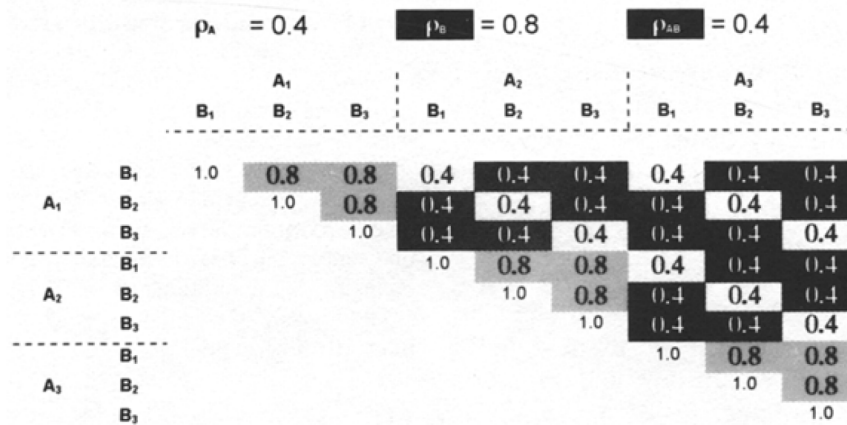 ρA = 0.4 ρB = 0.8 ρAB = 0.4
A₁ A₂ A₃
B₁ B₂ B₃ B₁ B₂ B₃ B₁ B₂ B₃
B₁ 1.0 0.8 0.8 0.4 0.4 0.4 0.4 0.4 0.4
A₁ B₂ 1.0 0.8 0.4 0.4 0.4 0.4 0.4 0.4
B₃ 1.0 0.4 0.4 0.4 0.4 0.4 0.4
B₁ 1.0 0.8 0.8 0.4 0.4 0.4
A₂ B₂ 1.0 0.8 0.4 0.4 0.4
B₃ 1.0 0.4 0.4 0.4
B₁ 1.0 0.8 0.8
A₃ B₂ 1.0 0.8
B₃ 1.0